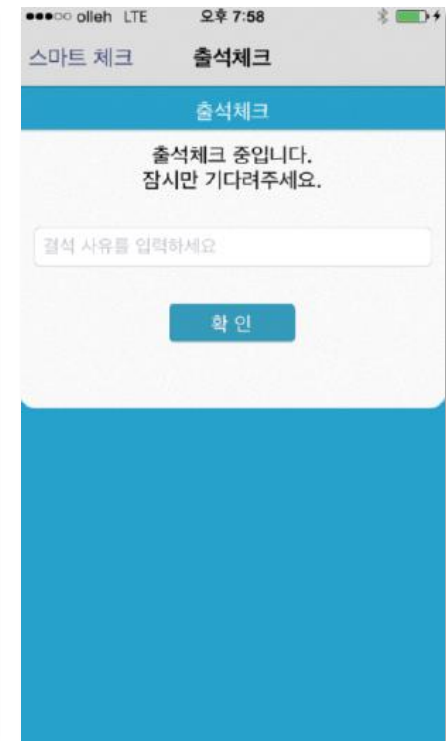 olleh LTE 오후 7:58
스마트 체크 출석체크
출석체크
출석체크 중입니다.
잠시만 기다려주세요.
결석 사유를 입력하세요
확인